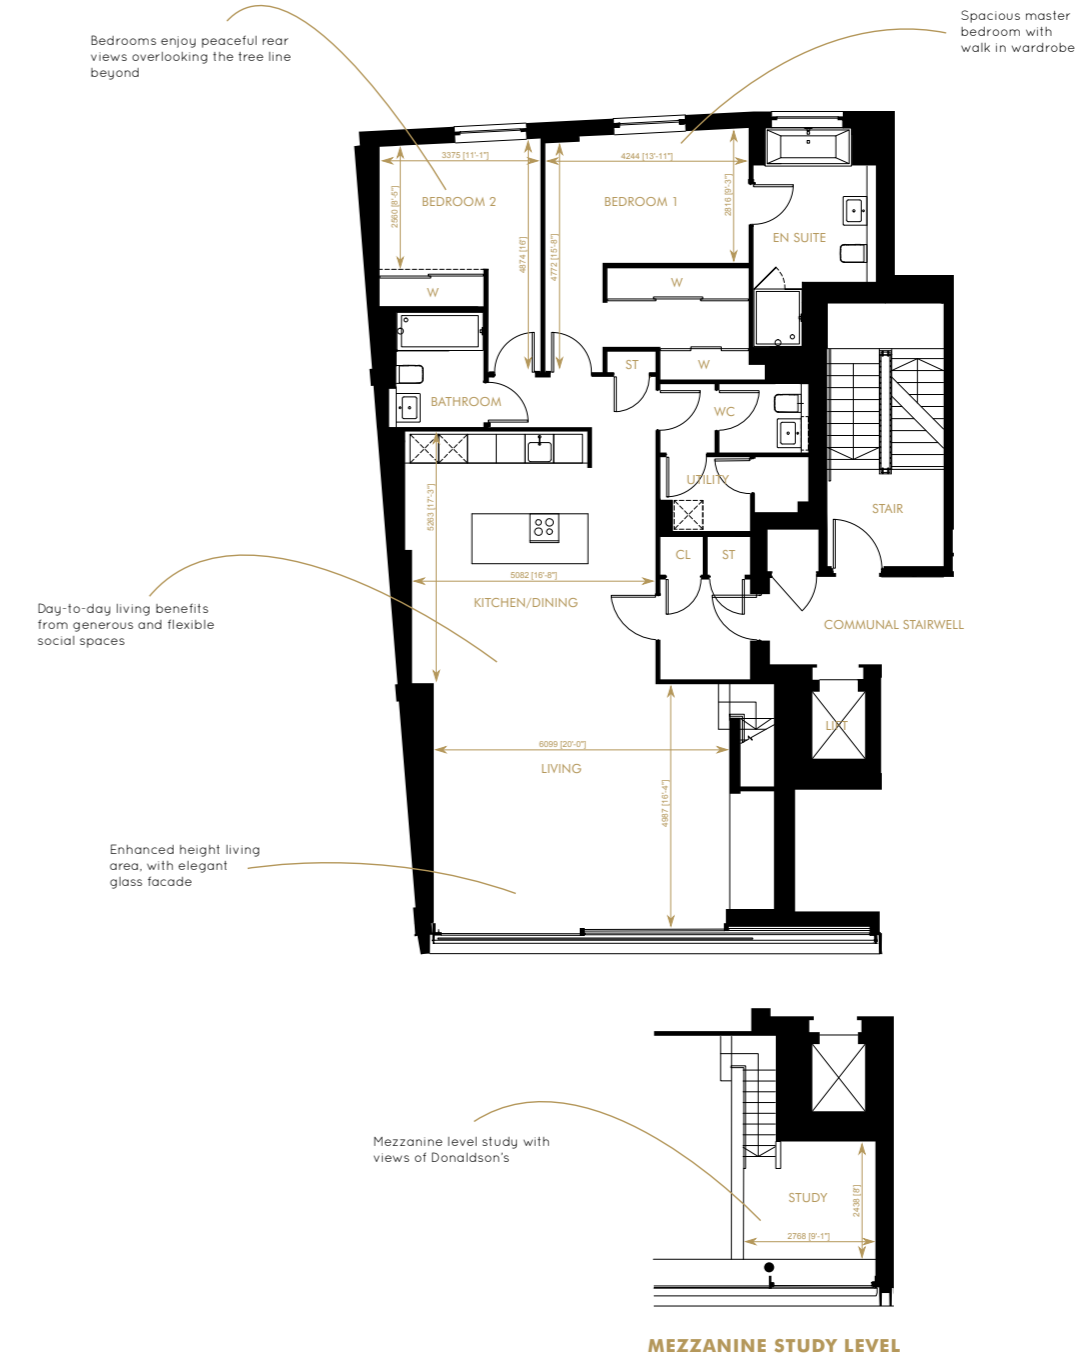 Spacious master
bedroom with
walk in wardrobe
Bedrooms enjoy peaceful rear
views overlooking the tree line
beyond
3375 [11'-1"]
4244 [13'-11"]
2560 [8'-5"]
BEDROOM 2
4874 [16']
4772 [15'-8"]
BEDROOM 1
2816 [9'-3"]
EN SUITE
W
W
ST
W
BATHROOM
WC
UTILITY
STAIR
5263 [17'-3"]
CL
ST
5082 [16'-8"]
KITCHEN/DINING
COMMUNAL STAIRWELL
Day-to-day living benefits
from generous and flexible
social spaces
LIFT
6099 [20'-0"]
LIVING
4987 [16'-4"]
Enhanced height living
area, with elegant
glass facade
Mezzanine level study with
views of Donaldson's
STUDY
2438 [8']
2768 [9'-1"]
MEZZANINE STUDY LEVEL